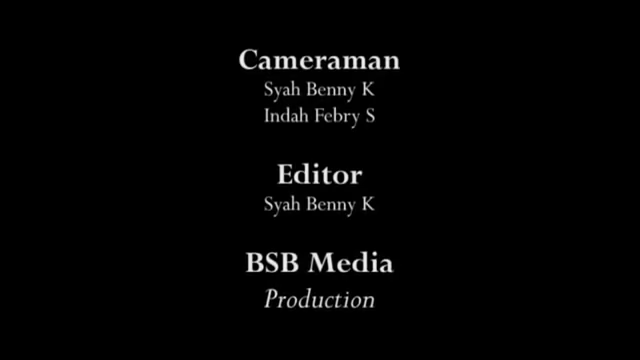 Cameraman
Syah Benny K
Indah Febry S
Editor
Syah Benny K
BSB Media
Production